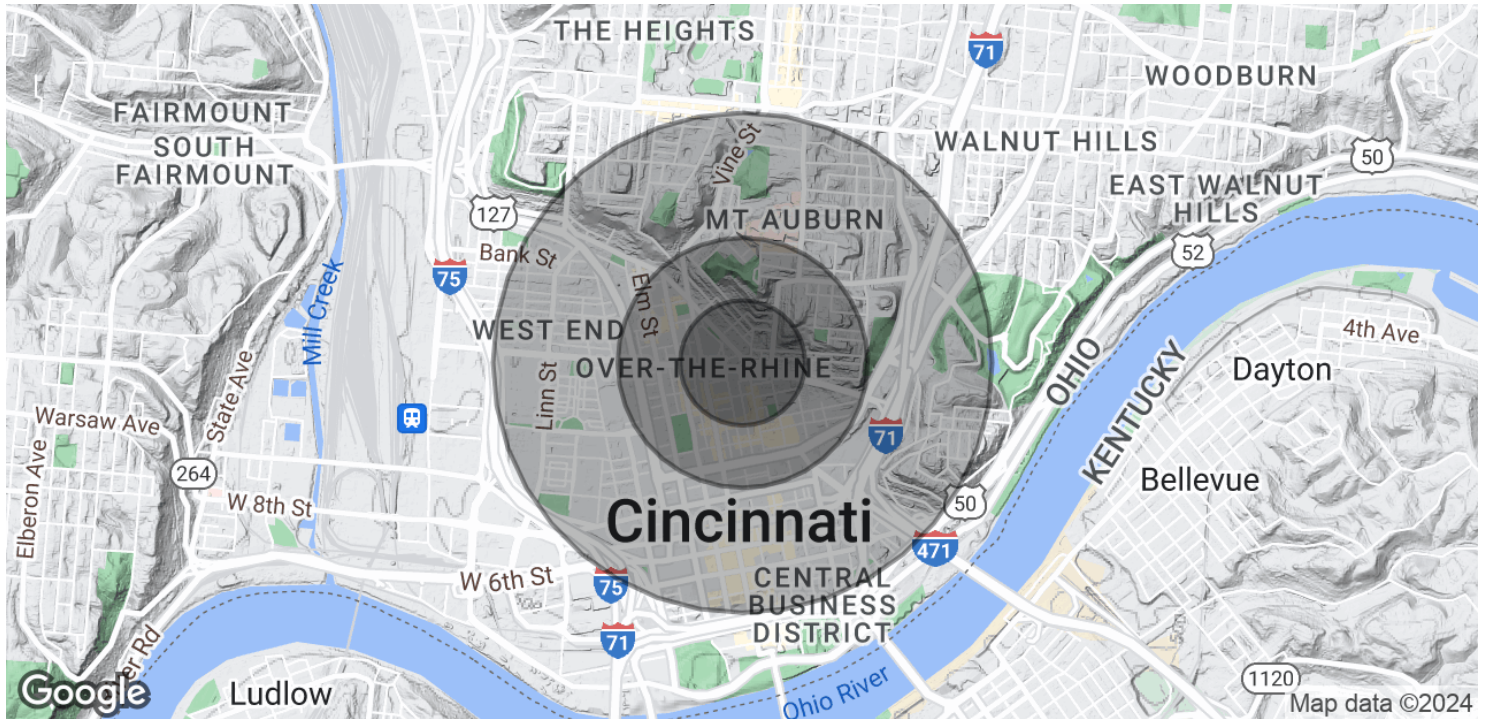 THE HEIGHTS
71
WOODBURN
FAIRMOUNT
SOUTH
FAIRMOUNT
Vine St
WALNUT HILLS
50
EAST WALNUT
HILLS
127
MT AUBURN
Bank St
75
52
Mill Creek
Elm St
WEST END
OVER-THE-RHINE
4th Ave
OHIO
KENTUCKY
Dayton
State Ave
Linn St
Warsaw Ave
71
264
Elberon Ave
Bellevue
W 8th St
50
Cincinnati
471
W 6th St
75
CENTRAL
BUSINESS
DISTRICT
71
er Rd
Ludlow
Ohio River
1120
Google
Map data ©2024